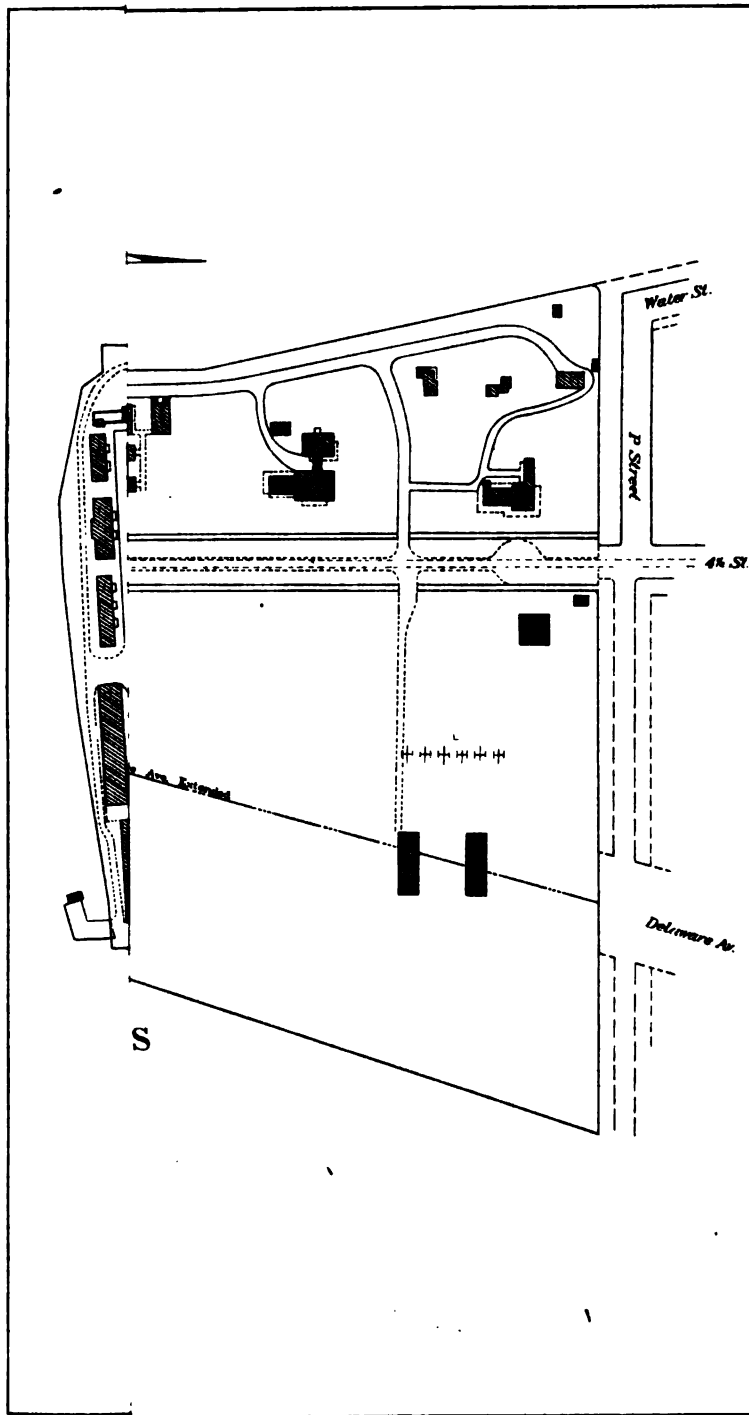 Water St.
P Street
4½ St.
L
Ave. Extended
Delaware Av.
S